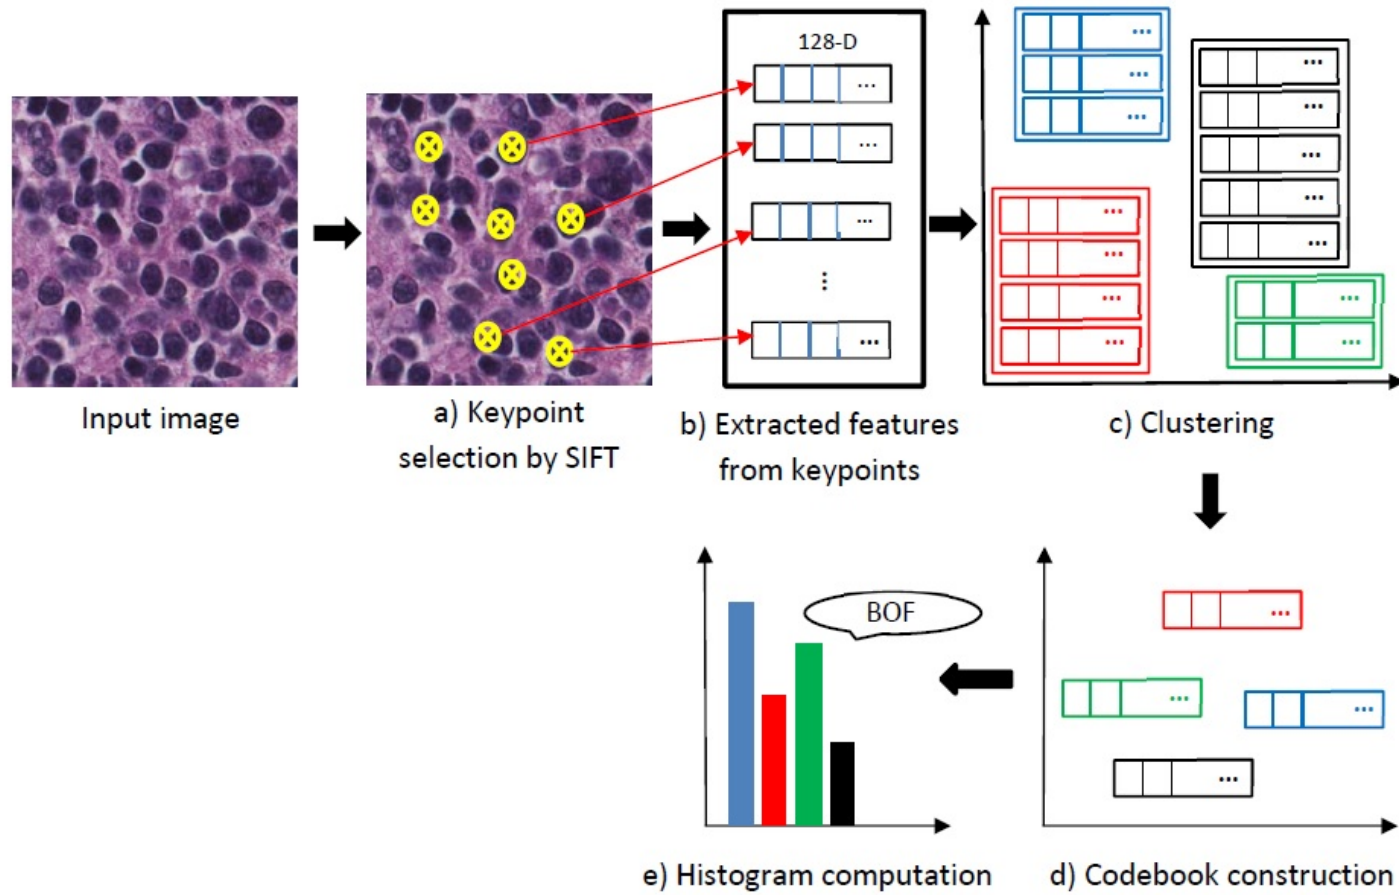 128-D
Input image
a) Keypoint
selection by SIFT
b) Extracted features
from keypoints
c) Clustering
BOF
e) Histogram computation
d) Codebook construction